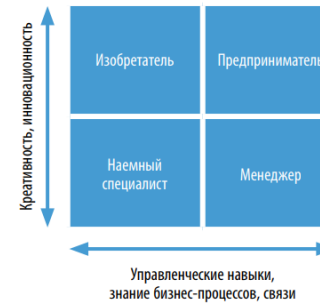 Креативность, инновационность
Изобретатель
Предприниматель
Наемный
специалист
Менеджер
Управленческие навыки,
знание бизнес-процессов, связи